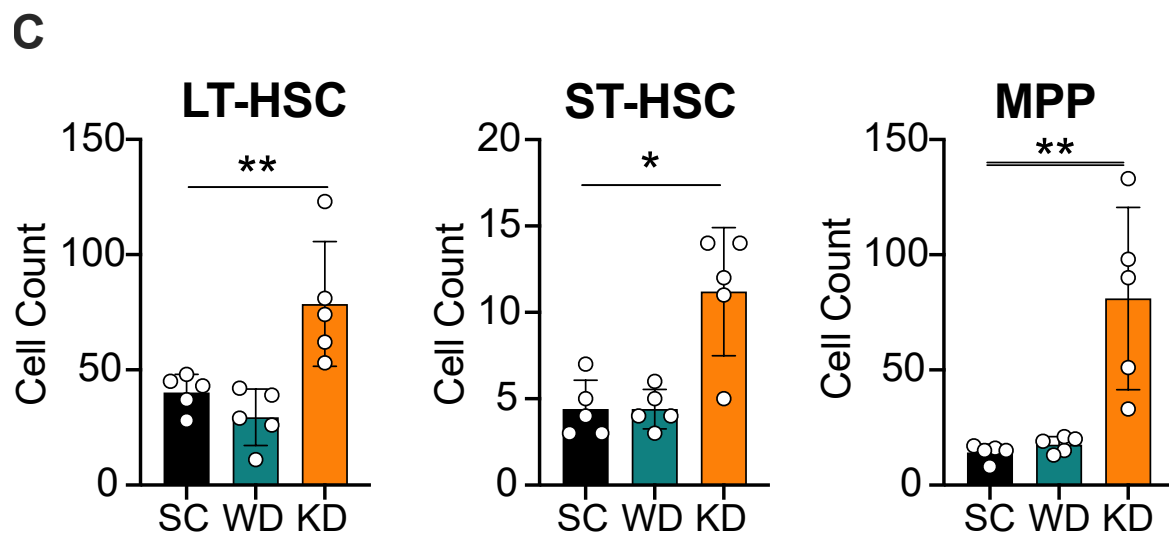 C
LT-HSC
ST-HSC
MPP
Cell Count
150
100
50
0
**
SC WD KD
Cell Count
20
15
10
5
0
*
SC WD KD
Cell Count
150
100
50
0
**
SC WD KD